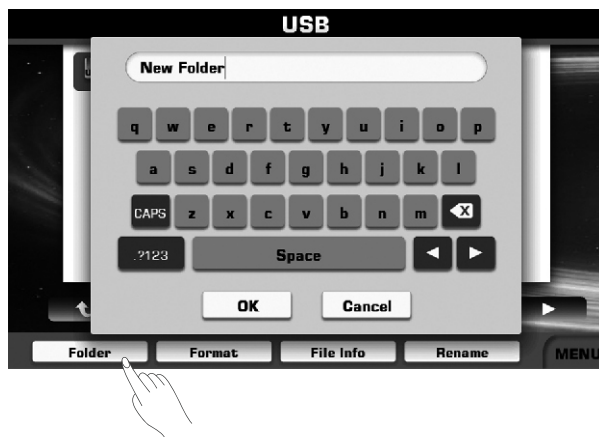 USB
New Folder
q w e r t y u i o p
a s d f g h j k l
CAPS z x c v b n m X
.?123 Space
OK Cancel
Folder Format File Info Rename MENU